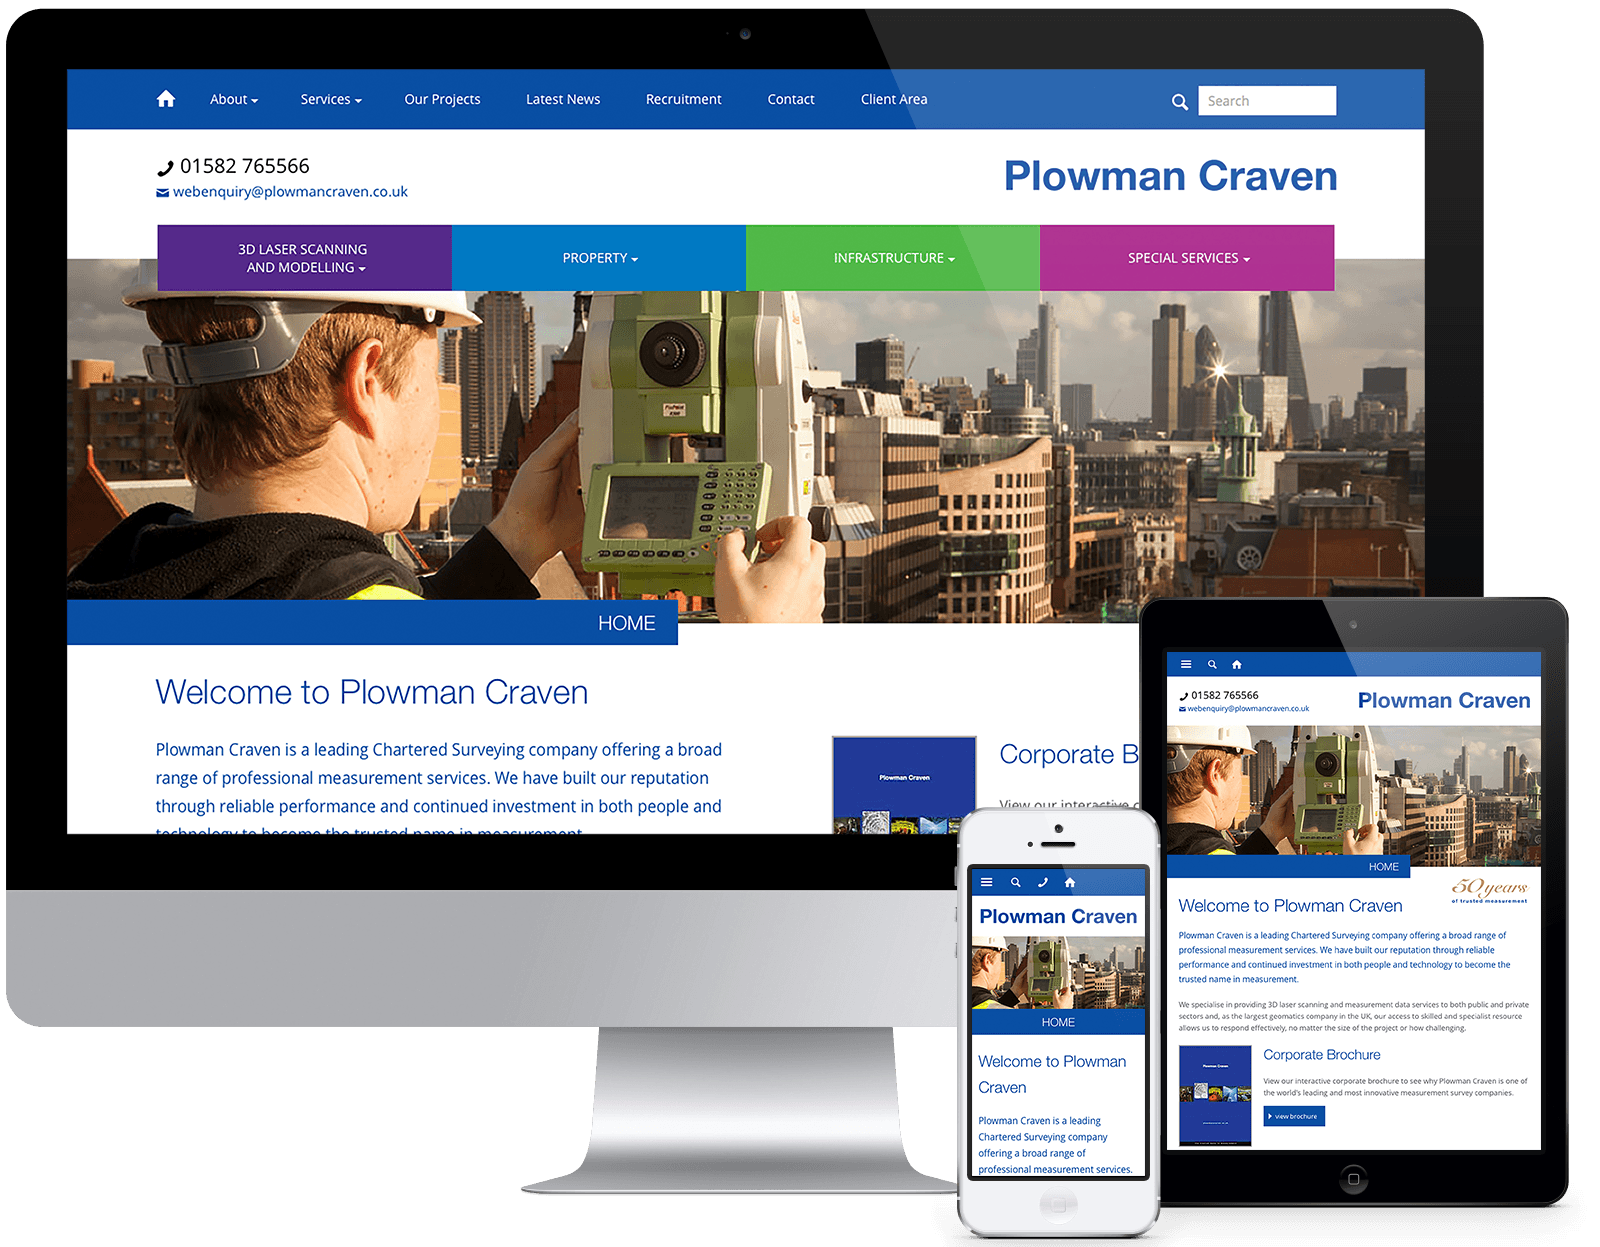 About
Services
Our Projects
Latest News
Recruitment
Contact
Client Area
Search
01582 765566
webenquiry@plowmancraven.co.uk
Plowman Craven
3D LASER SCANNING
AND MODELLING
PROPERTY
INFRASTRUCTURE
SPECIAL SERVICES
HOME
Welcome to Plowman Craven
Plowman Craven is a leading Chartered Surveying company offering a broad
range of professional measurement services. We have built our reputation
through reliable performance and continued investment in both people and
technology to become the trusted name in measurement.
Plowman Craven
Corporate B
View our interactive c
Plowman Craven
HOME
Welcome to Plowman
Craven
Plowman Craven is a leading
Chartered Surveying company
offering a broad range of
professional measurement services.
01582 765566
webenquiry@plowmancraven.co.uk
Plowman Craven
HOME
50 years
of trusted measurement
Welcome to Plowman Craven
Plowman Craven is a leading Chartered Surveying company offering a broad range of
professional measurement services. We have built our reputation through reliable
performance and continued investment in both people and technology to become the
trusted name in measurement.
We specialise in providing 3D laser scanning and measurement data services to both public and private
sectors and, as the largest geomatics company in the UK, our access to skilled and specialist resource
allows us to respond effectively, no matter the size of the project or how challenging.
Plowman Craven
Corporate Brochure
View our interactive corporate brochure to see why Plowman Craven is one of
the world's leading and most innovative measurement survey companies.
view brochure